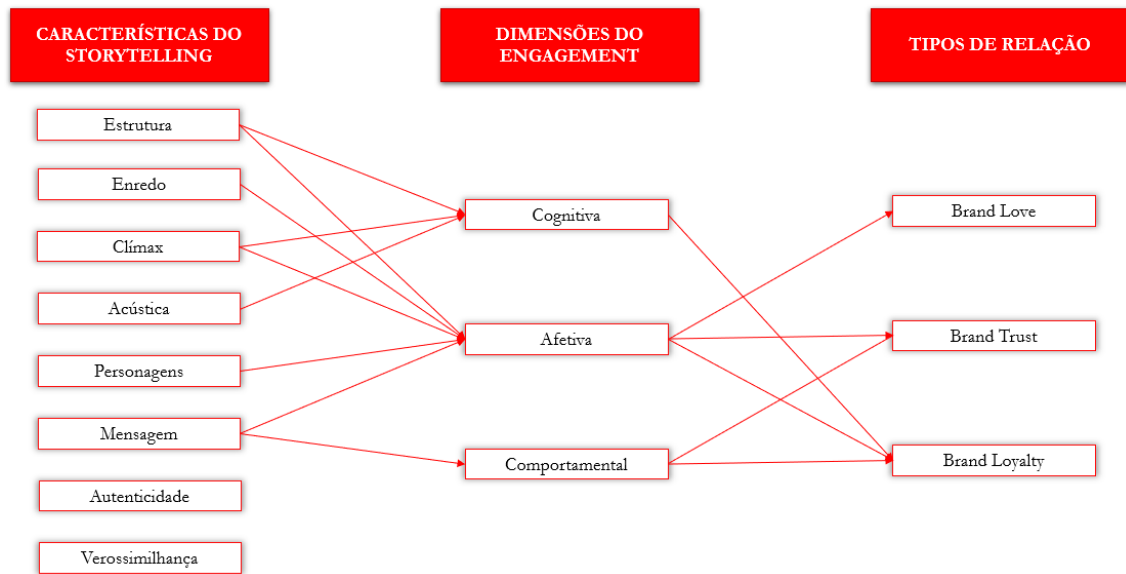 CARACTERÍSTICAS DO
STORYTELLING
DIMENSÕES DO
ENGAGEMENT
TIPOS DE RELAÇÃO
Estrutura
Enredo
Clímax
Acústica
Personagens
Mensagem
Autenticidade
Verossimilhança
Cognitiva
Afetiva
Comportamental
Brand Love
Brand Trust
Brand Loyalty